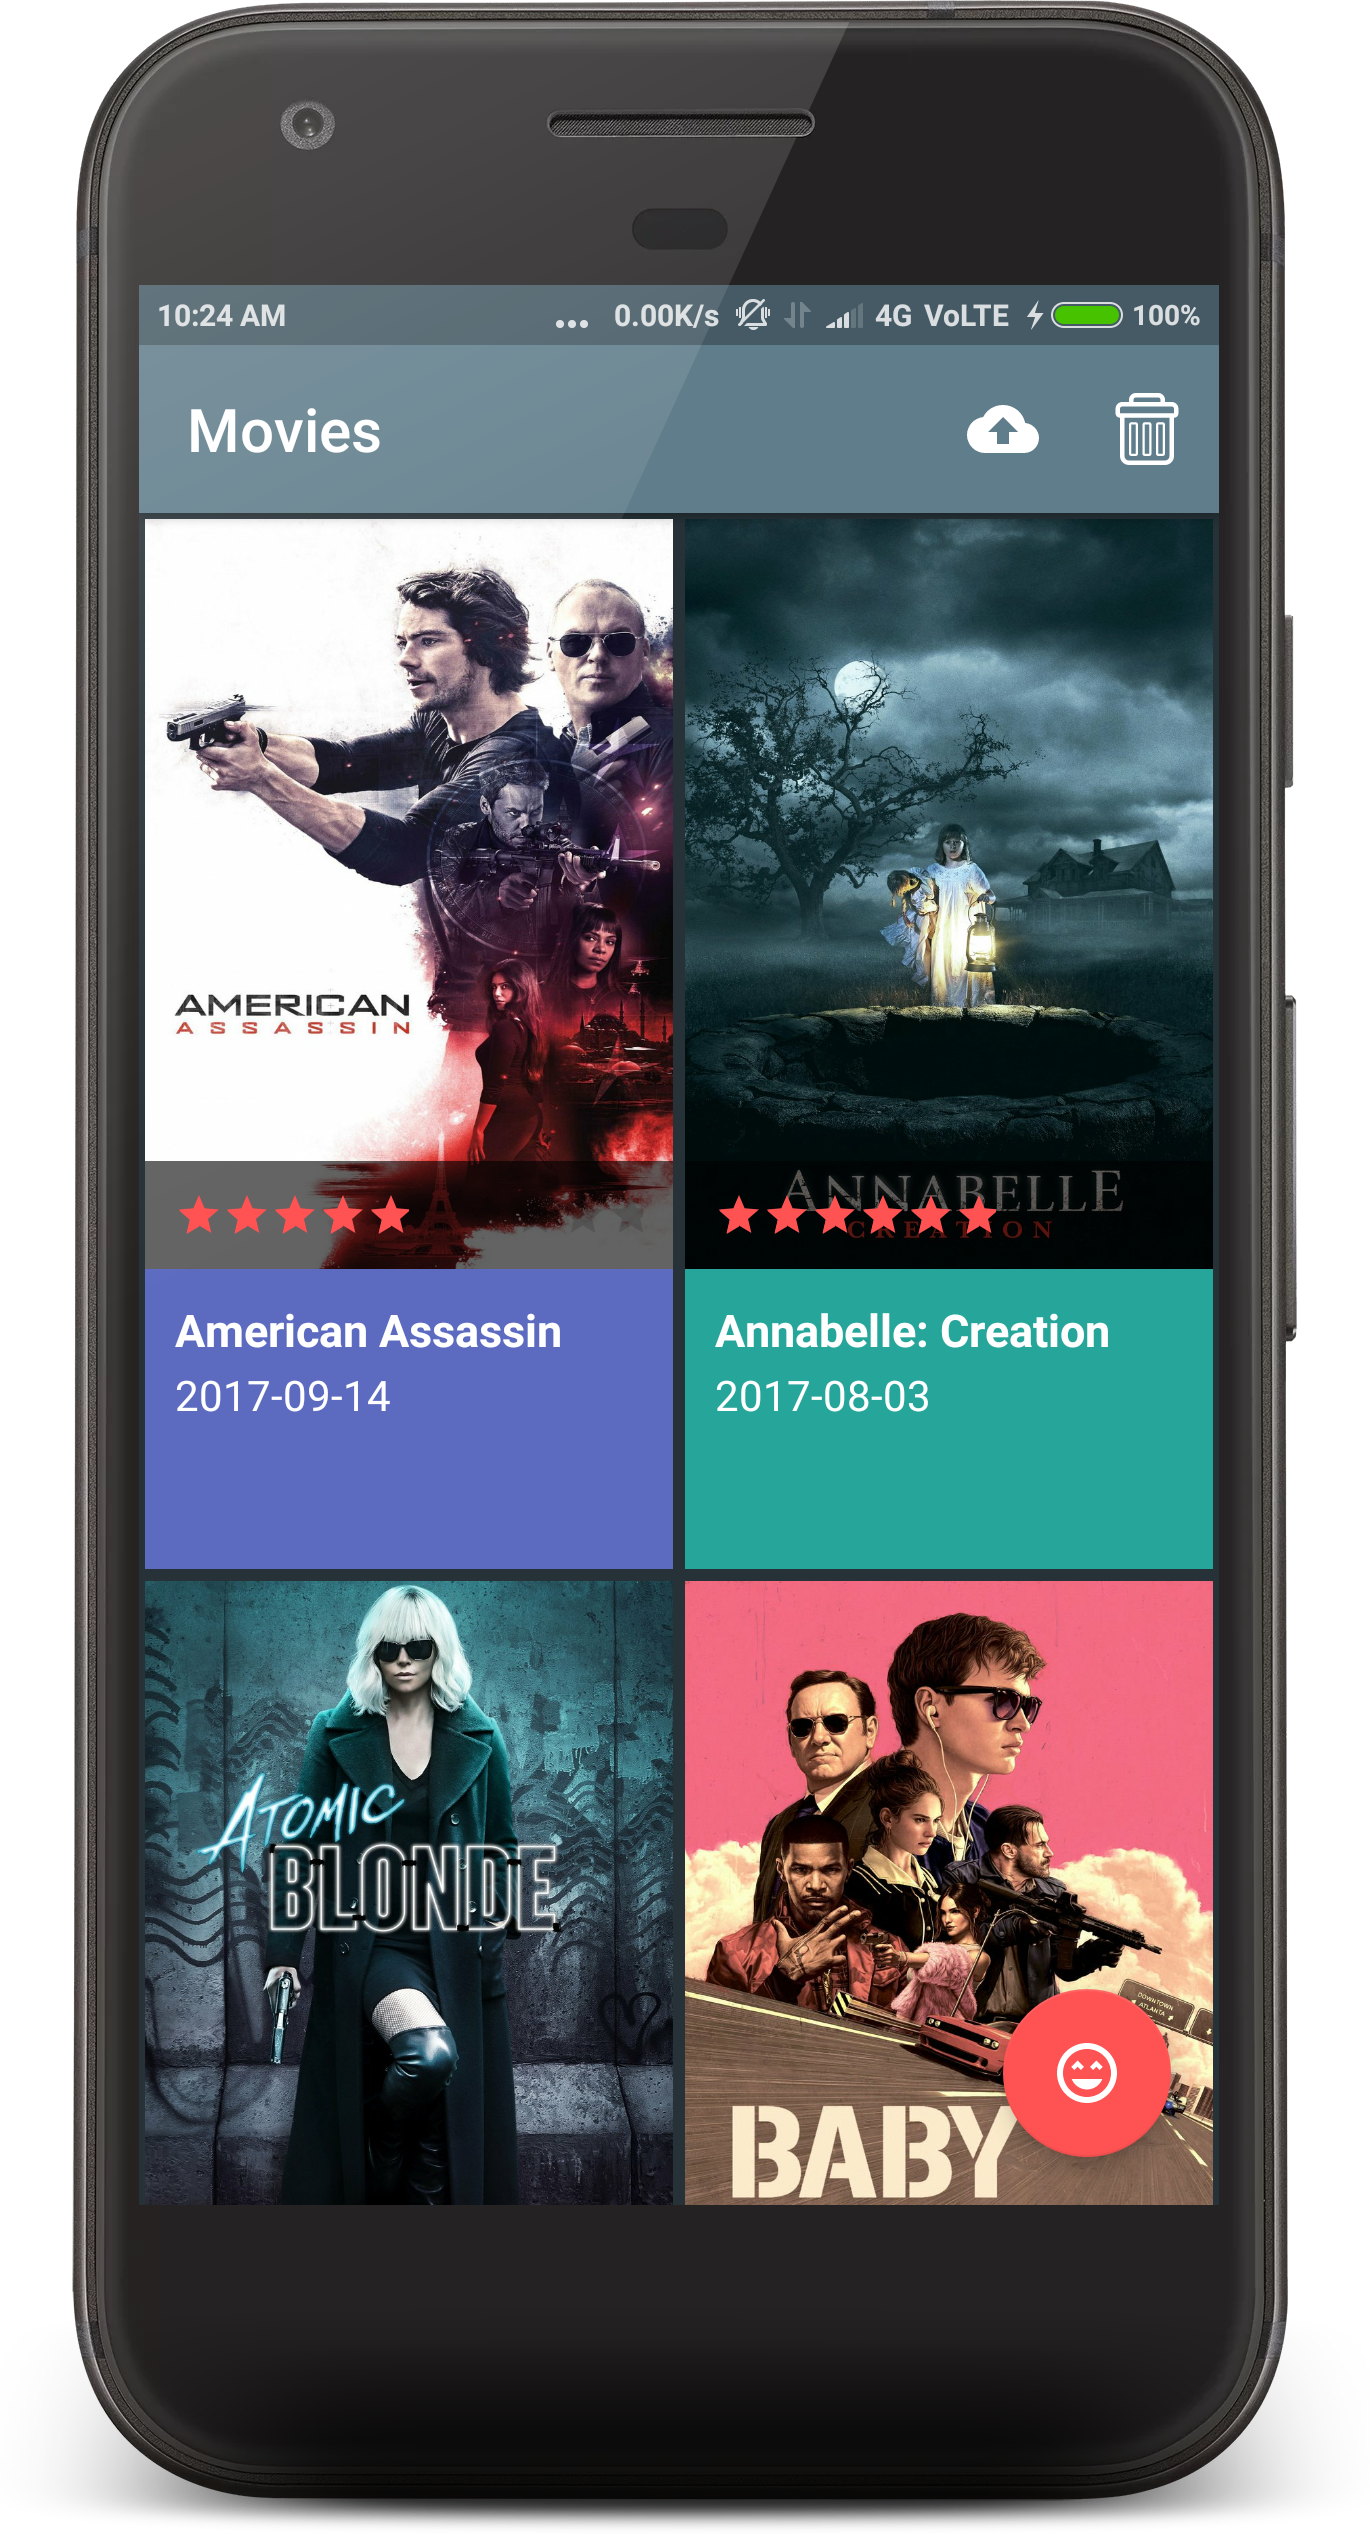 10:24 AM
... 0.00K/s 4G VoLTE 100%
Movies
AMERICAN
ASSASSIN
ANNABELLE
CREATION
American Assassin
2017-09-14
Annabelle: Creation
2017-08-03
ATOMIC
BLONDE
DOWNTOWN
ATLANTA
BABY